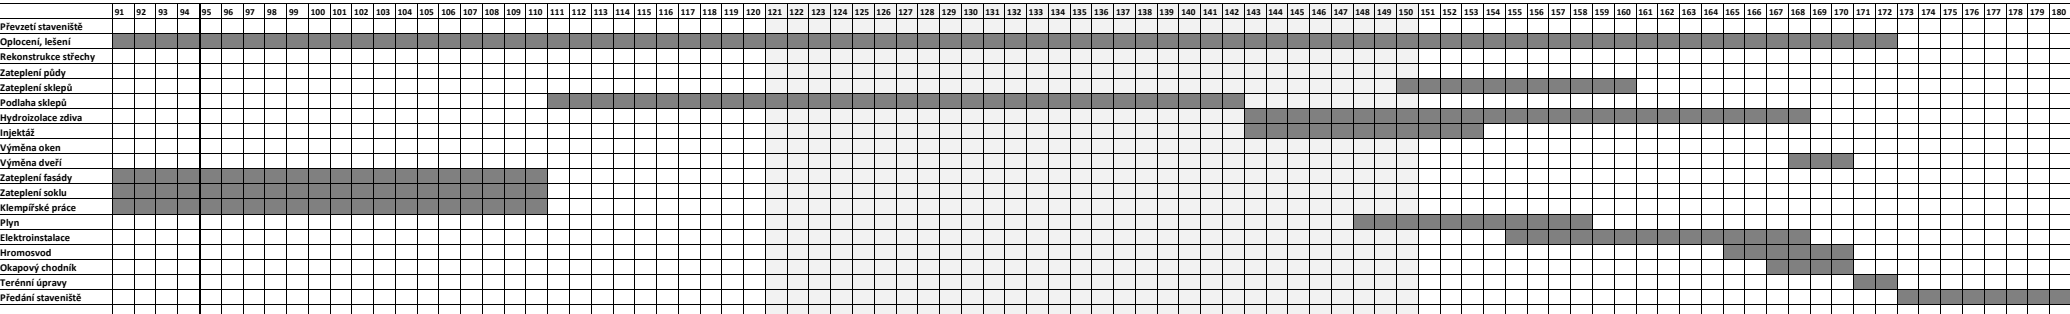 91 92 93 94 95 96 97 98 99 100 101 102 103 104 105 106 107 108 109 110 111 112 113 114 115 116 117 118 119 120 121 122 123 124 125 126 127 128 129 130 131 132 133 134 135 136 137 138 139 140 141 142 143 144 145 146 147 148 149 150 151 152 153 154 155 156 157 158 159 160 161 162 163 164 165 166 167 168 169 170 171 172 173 174 175 176 177 178 179 180
Převzetí staveniště
Oplocení, lešení
Rekonstrukce střechy
Zateplení půdy
Zateplení sklepů
Podlaha sklepů
Hydroizolace zdiva
Injektáž
Výměna oken
Výměna dveří
Zateplení fasády
Zateplení soklu
Klempířské práce
Plyn
Elektroinstalace
Hromosvod
Okapový chodník
Terénní úpravy
Předání staveniště